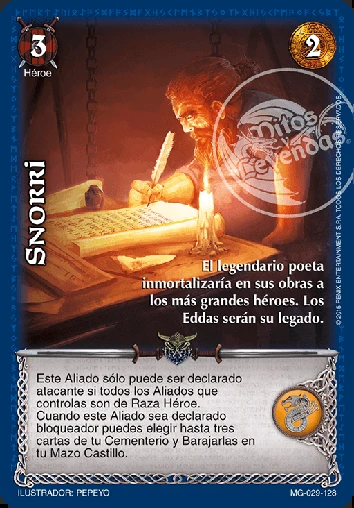 3
Héroe
2
Mitos
y
Leyendas
SNORRI
El legendario poeta
inmortalizaría en sus obras a
los más grandes héroes. Los
Eddas serán su legado.
Este Aliado sólo puede ser declarado
atacante si todos los Aliados que
controlas son de Raza Héroe.
Cuando este Aliado sea declarado
bloqueador puedes elegir hasta tres
cartas de tu Cementerio y Barajarlas en
tu Mazo Castillo.
ILUSTRADOR: PEPEYO
MG-029-128